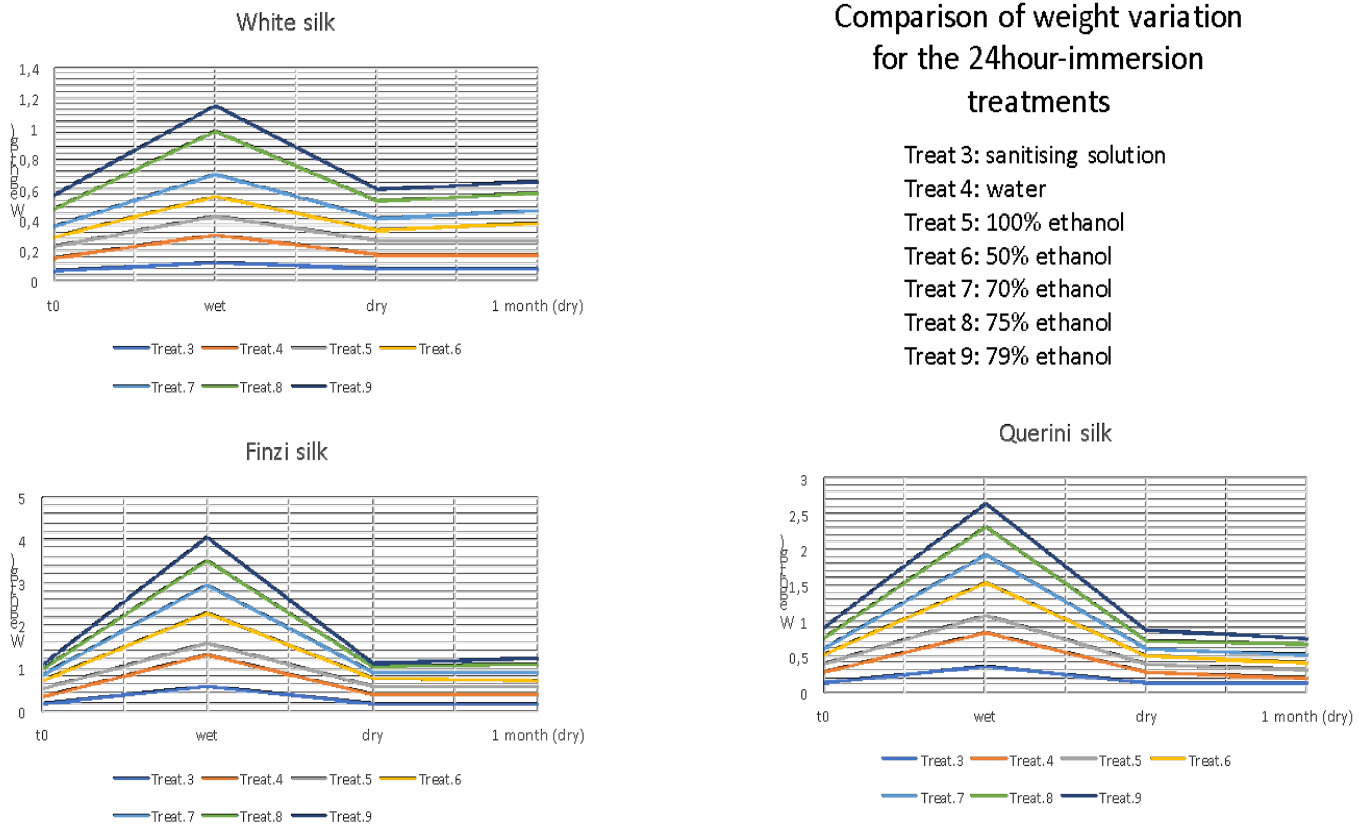 White silk
1,4
1,2
1
0,8
0,6
0,4
0,2
0
t0 wet dry 1 month (dry)
Treat.3 Treat.4 Treat.5 Treat.6
Treat.7 Treat.8 Treat.9
Comparison of weight variation
for the 24hour-immersion
treatments
Treat 3: sanitising solution
Treat 4: water
Treat 5: 100% ethanol
Treat 6: 50% ethanol
Treat 7: 70% ethanol
Treat 8: 75% ethanol
Treat 9: 79% ethanol
Finzi silk
5
4
3
2
1
0
t0 wet dry 1 month (dry)
Treat.3 Treat.4 Treat.5 Treat.6
Treat.7 Treat.8 Treat.9
Querini silk
3
2,5
2
1,5
1
0,5
0
t0 wet dry 1 month (dry)
Treat.3 Treat.4 Treat.5 Treat.6
Treat.7 Treat.8 Treat.9